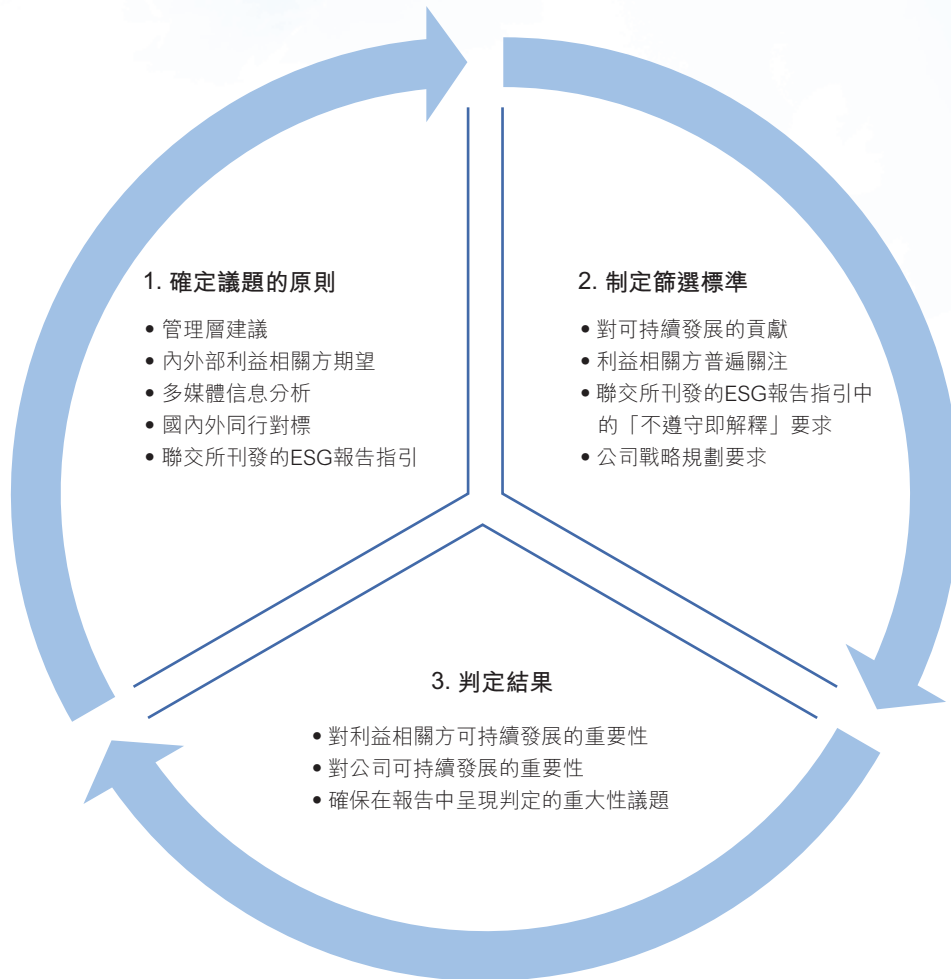 1. 確定議題的原則
• 管理層建議
• 內外部利益相關方期望
• 多媒體信息分析
• 國內外同行對標
• 聯交所刊發的ESG報告指引
2. 制定篩選標準
• 對可持續發展的貢獻
• 利益相關方普遍關注
• 聯交所刊發的ESG報告指引中
的「不遵守即解釋」要求
• 公司戰略規劃要求
3. 判定結果
• 對利益相關方可持續發展的重要性
• 對公司可持續發展的重要性
• 確保在報告中呈現判定的重大性議題